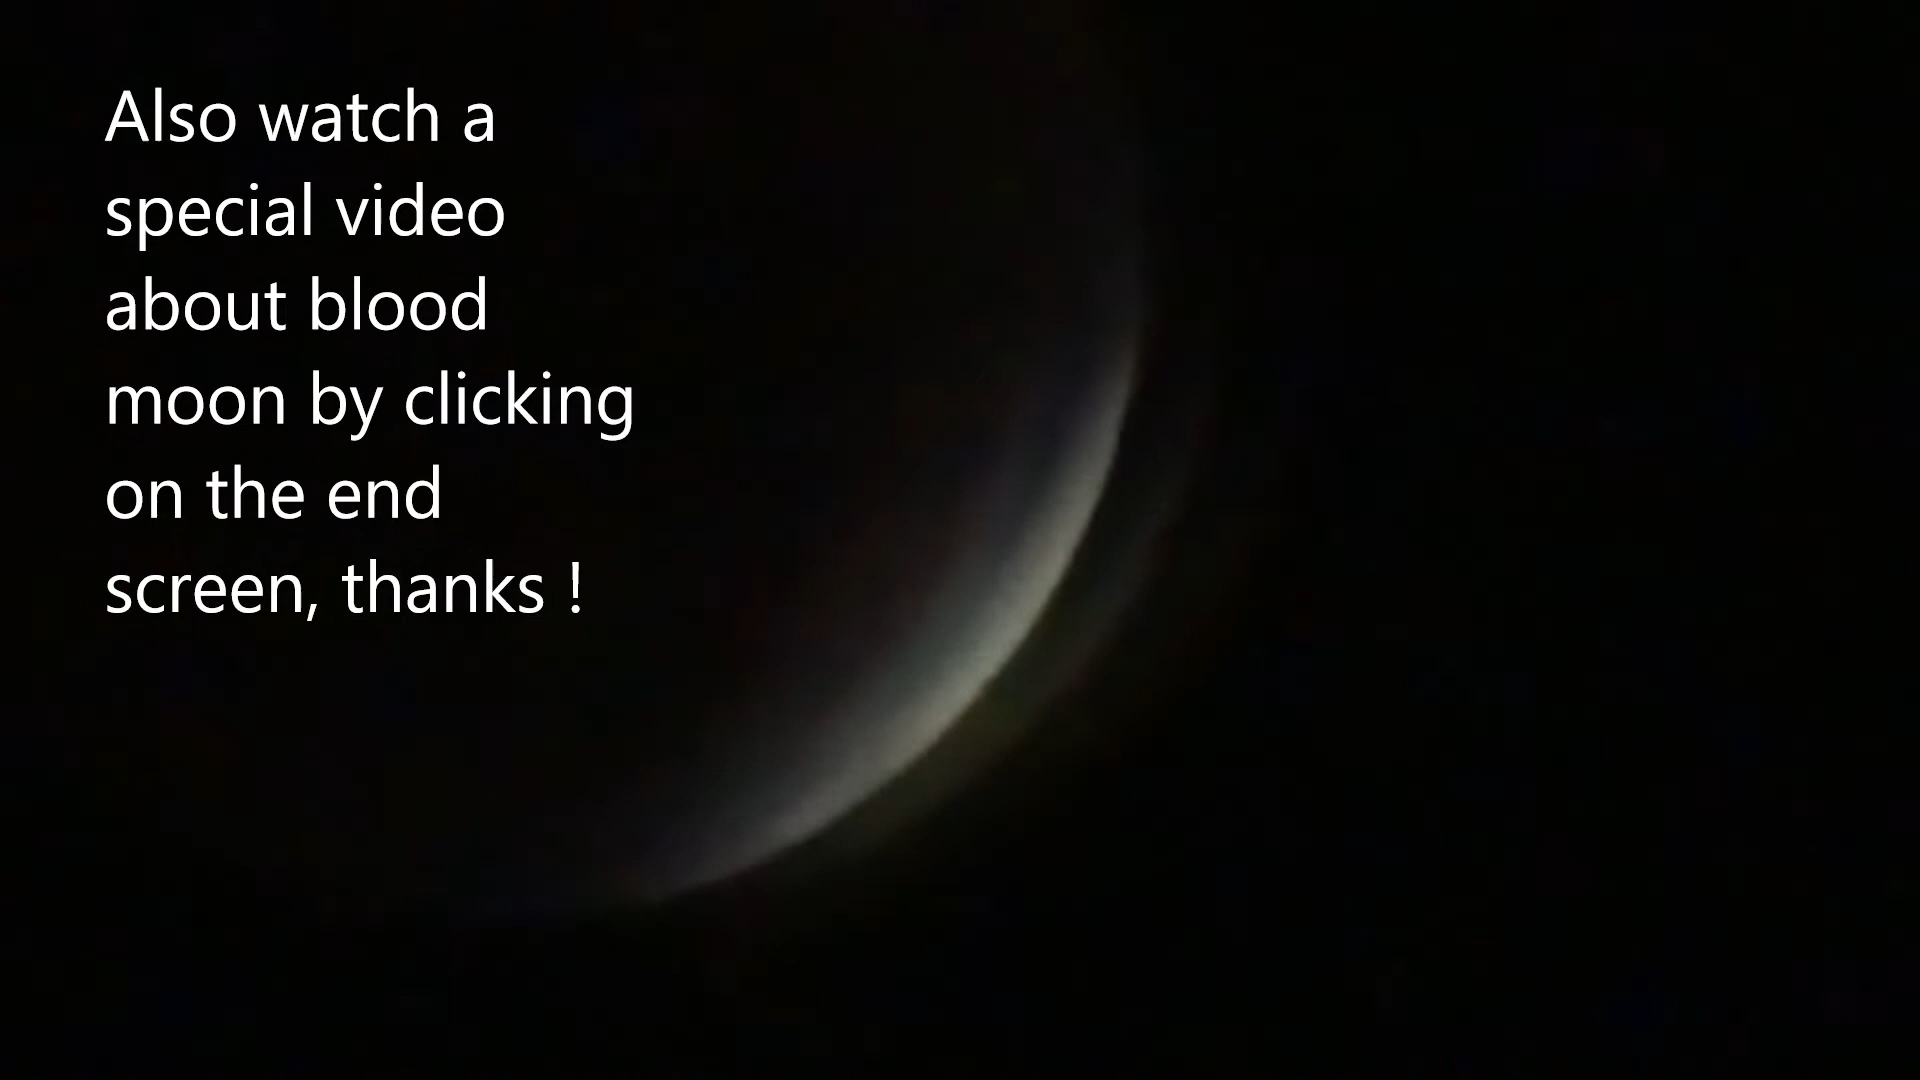 Also watch a
special video
about blood
moon by clicking
on the end
screen, thanks !